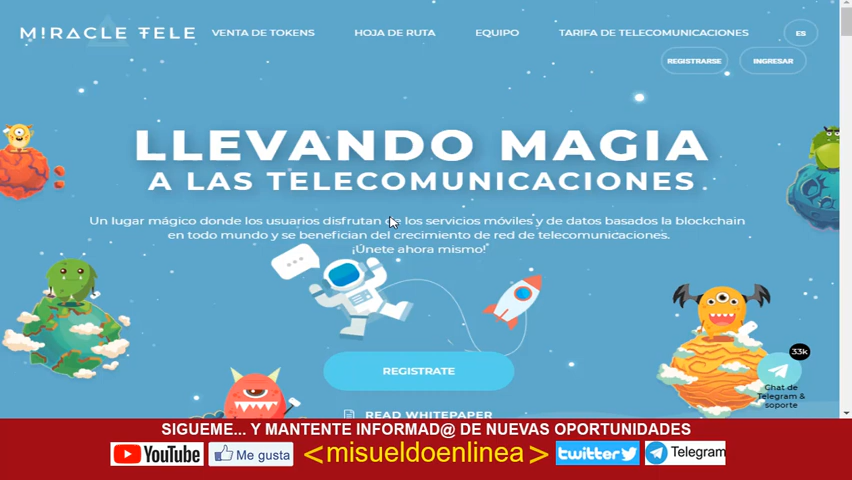 M!RACLE TELE
VENTA DE TOKENS HOJA DE RUTA EQUIPO TARIFA DE TELECOMUNICACIONES ES
REGISTRARSE INGRESAR
LLEVANDO MAGIA
A LAS TELECOMUNICACIONES
Un lugar mágico donde los usuarios disfrutan de los servicios móviles y de datos basados la blockchain
en todo mundo y se benefician del crecimiento de red de telecomunicaciones.
¡Únete ahora mismo!
REGISTRATE
READ WHITEPAPER
33k
Chat de
Telegram &
soporte
SIGUEME... Y MANTENTE INFORMAD@ DE NUEVAS OPORTUNIDADES
YouTube Me gusta <misueldoenlinea> twitter Telegram